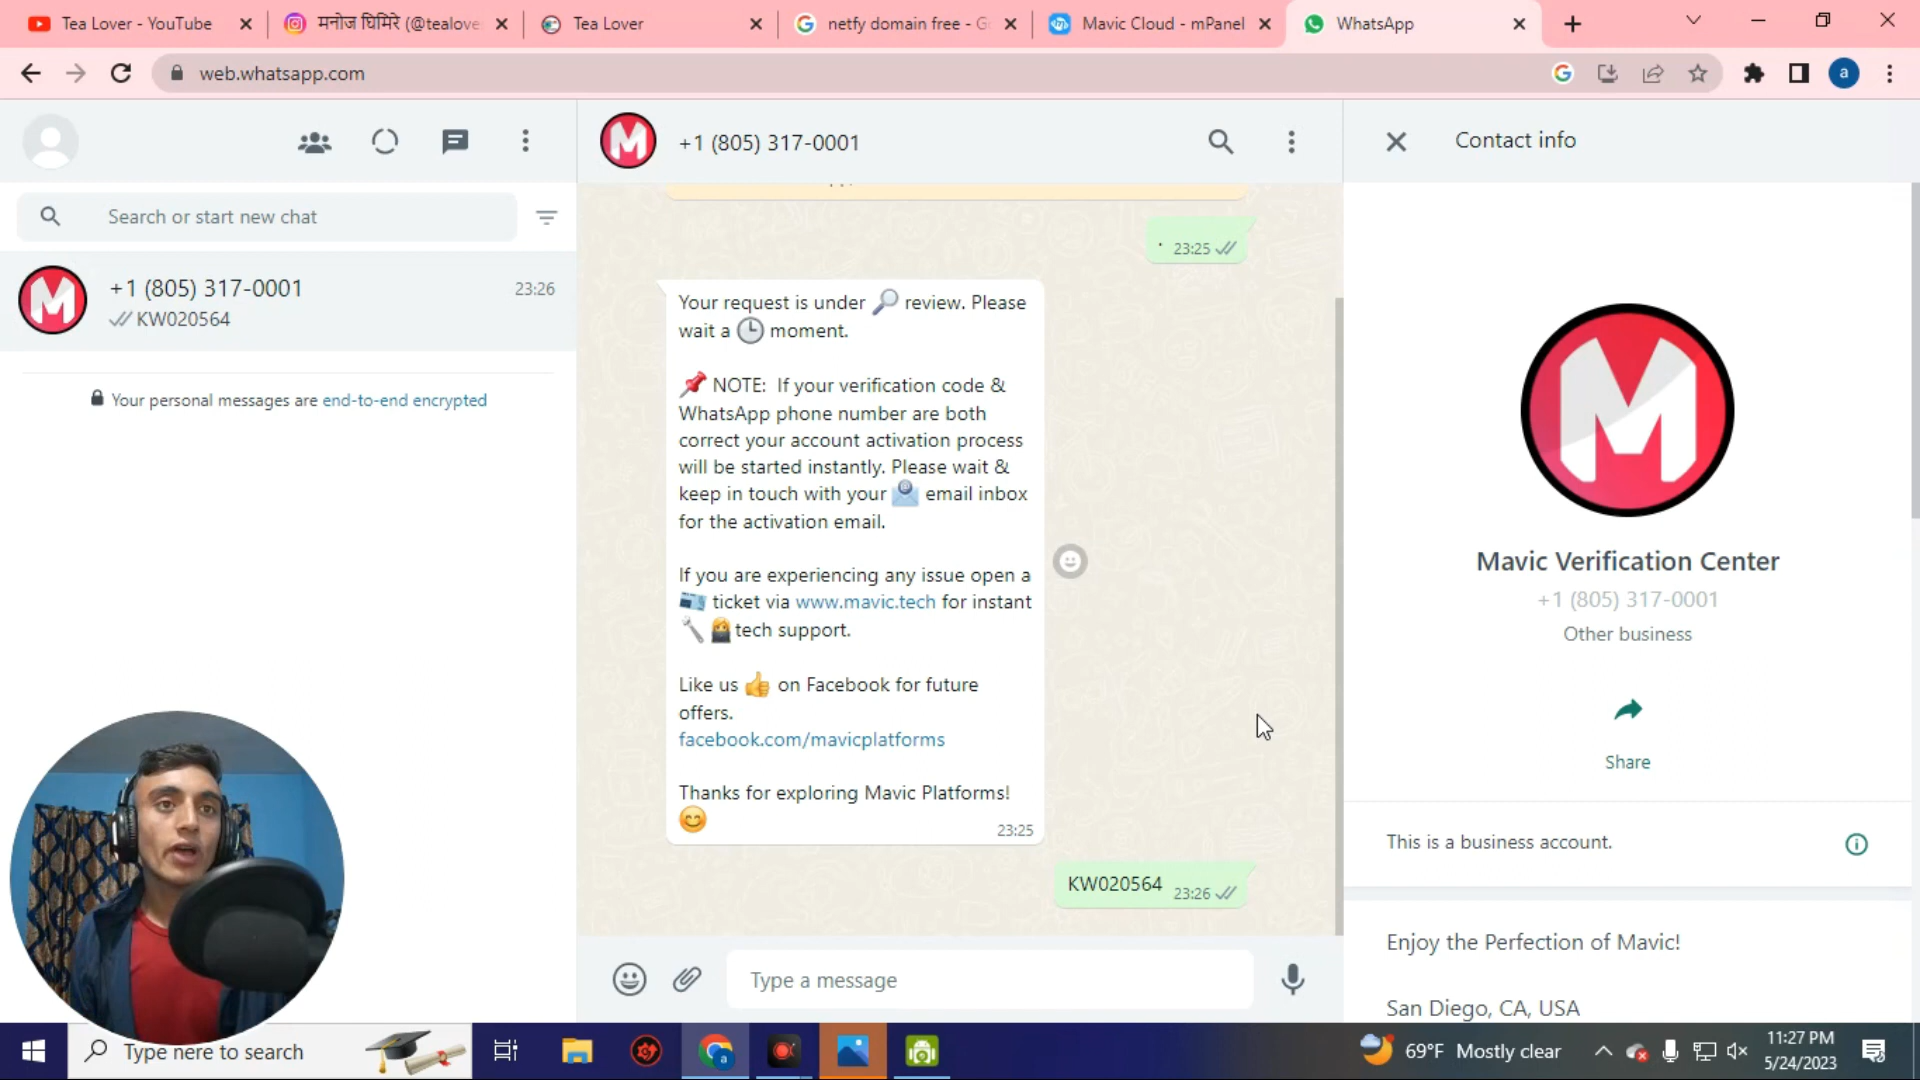 Tea Lover - YouTube
मनोज घिमिरे (@tealove
Tea Lover
netfy domain free - G
Mavic Cloud - mPanel
WhatsApp
web.whatsapp.com
a
+1 (805) 317-0001
Contact info
Search or start new chat
+1 (805) 317-0001
23:26
KW020564
Your personal messages are end-to-end encrypted
. 23:25
Your request is under 🔎 review. Please
wait a 🕒 moment.
📌 NOTE: If your verification code &
WhatsApp phone number are both
correct your account activation process
will be started instantly. Please wait &
keep in touch with your 📧 email inbox
for the activation email.
If you are experiencing any issue open a
🎫 ticket via www.mavic.tech for instant
🔧 👩‍💻 tech support.
Like us 👍 on Facebook for future
offers.
facebook.com/mavicplatforms
Thanks for exploring Mavic Platforms!
😊
23:25
KW020564 23:26
Type a message
M
Mavic Verification Center
+1 (805) 317-0001
Other business
Share
This is a business account.
Enjoy the Perfection of Mavic!
San Diego, CA, USA
Type here to search
69°F Mostly clear
11:27 PM
5/24/2023